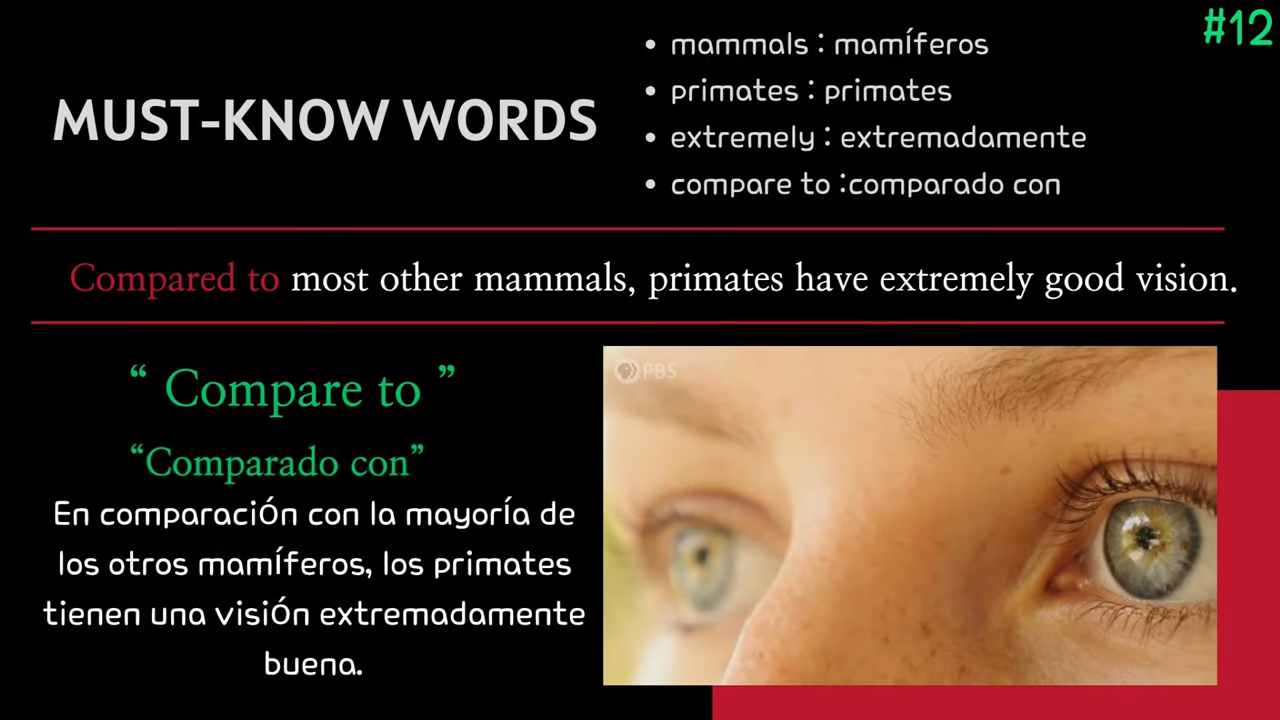 #12
MUST-KNOW WORDS
• mammals : mamíferos
• primates : primates
• extremely : extremadamente
• compare to :comparado con
Compared to most other mammals, primates have extremely good vision.
“ Compare to ”
“Comparado con”
En comparación con la mayoría de
los otros mamíferos, los primates
tienen una visión extremadamente
buena.
PBS